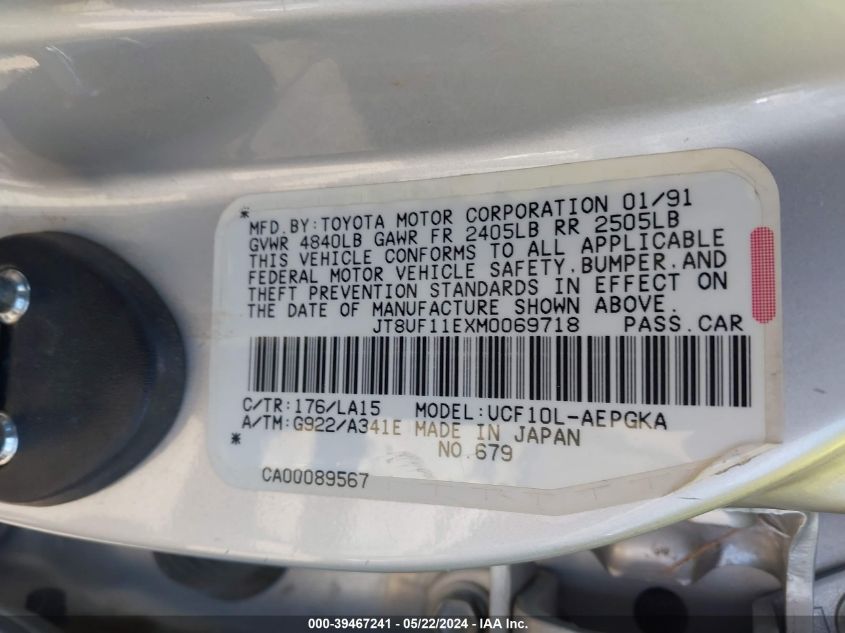 * MFD.BY:TOYOTA MOTOR CORPORATION 01/91
GVWR 4840LB GAWR FR 2405LB RR 2505LB
THIS VEHICLE CONFORMS TO ALL APPLICABLE
FEDERAL MOTOR VEHICLE SAFETY,BUMPER,AND
THEFT PREVENTION STANDARDS IN EFFECT ON
THE DATE OF MANUFACTURE SHOWN ABOVE.
JT8UF11EXM0069718 PASS.CAR
C/TR:176/LA15 MODEL:UCF10L-AEPGKA
A/TM:G922/A341E MADE IN JAPAN
* NO.679
CA00089567
000-39467241 - 05/22/2024 - IAA Inc.